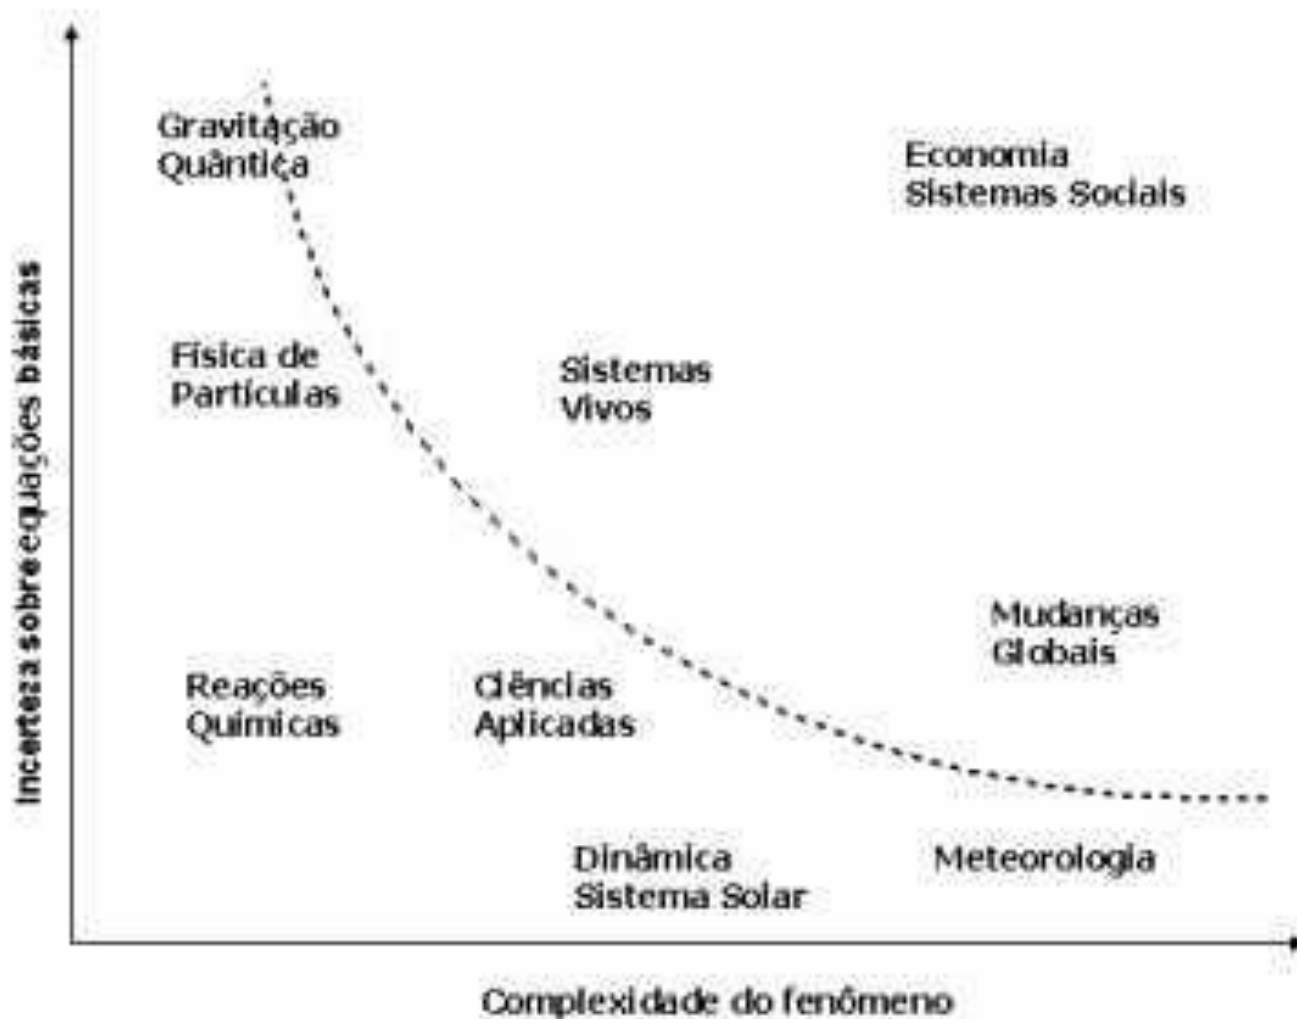 Gravitação
Quântica
Economia
Sistemas Sociais
Física de
Partículas
Sistemas
Vivos
Incerteza sobre equações básicas
Mudanças
Globais
Reações
Químicas
Ciências
Aplicadas
Dinâmica
Sistema Solar
Meteorologia
Complexidade do fenômeno